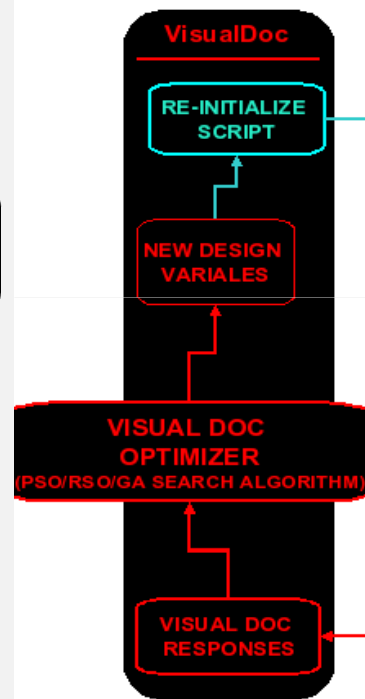 VisualDoc
RE-INITIALIZE
SCRIPT
NEW DESIGN
VARIALES
VISUAL DOC
OPTIMIZER
(PSO/RSO/GA SEARCH ALGORITHM)
VISUAL DOC
RESPONSES